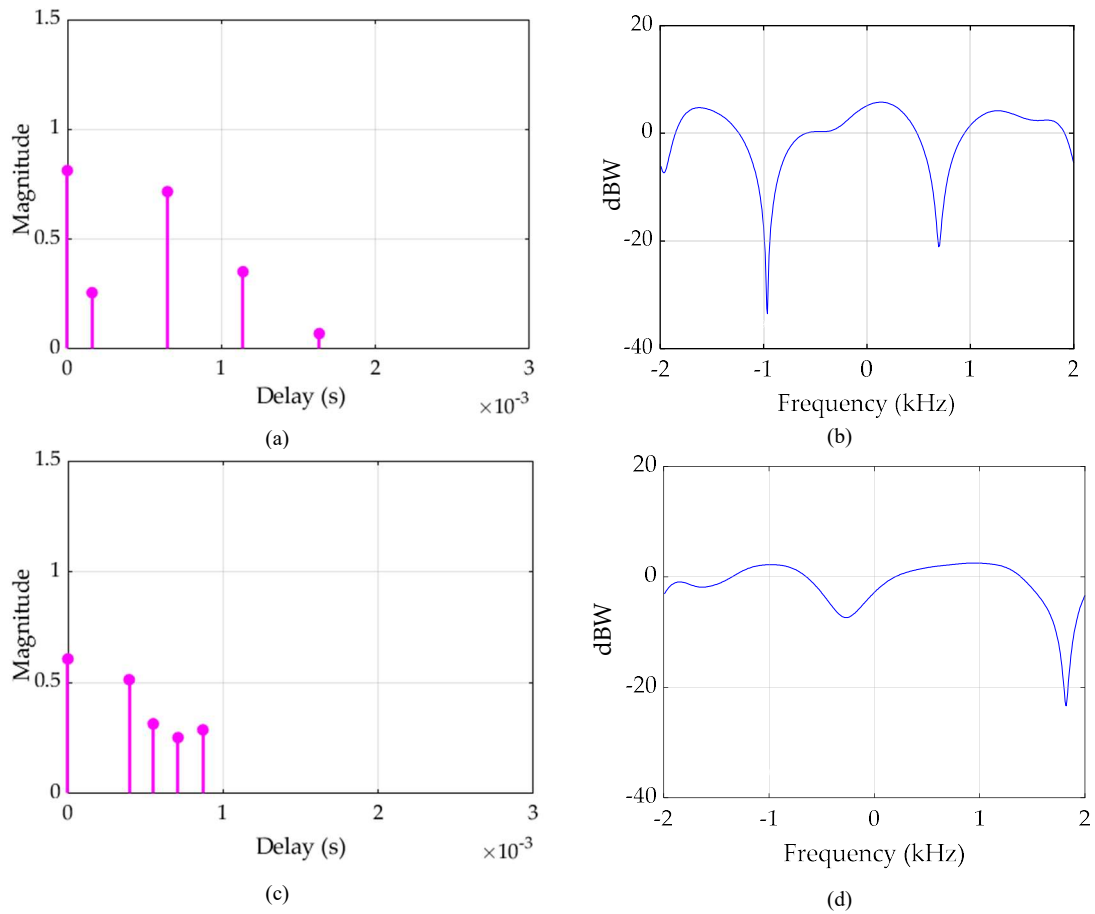 1.5
1
0.5
0
Magnitude
0 1 2 3
Delay (s)
×10-3
(a)
20
0
-20
-40
dBW
-2 -1 0 1 2
Frequency (kHz)
(b)
1.5
1
0.5
0
Magnitude
0 1 2 3
Delay (s)
×10-3
(c)
20
0
-20
-40
dBW
-2 -1 0 1 2
Frequency (kHz)
(d)